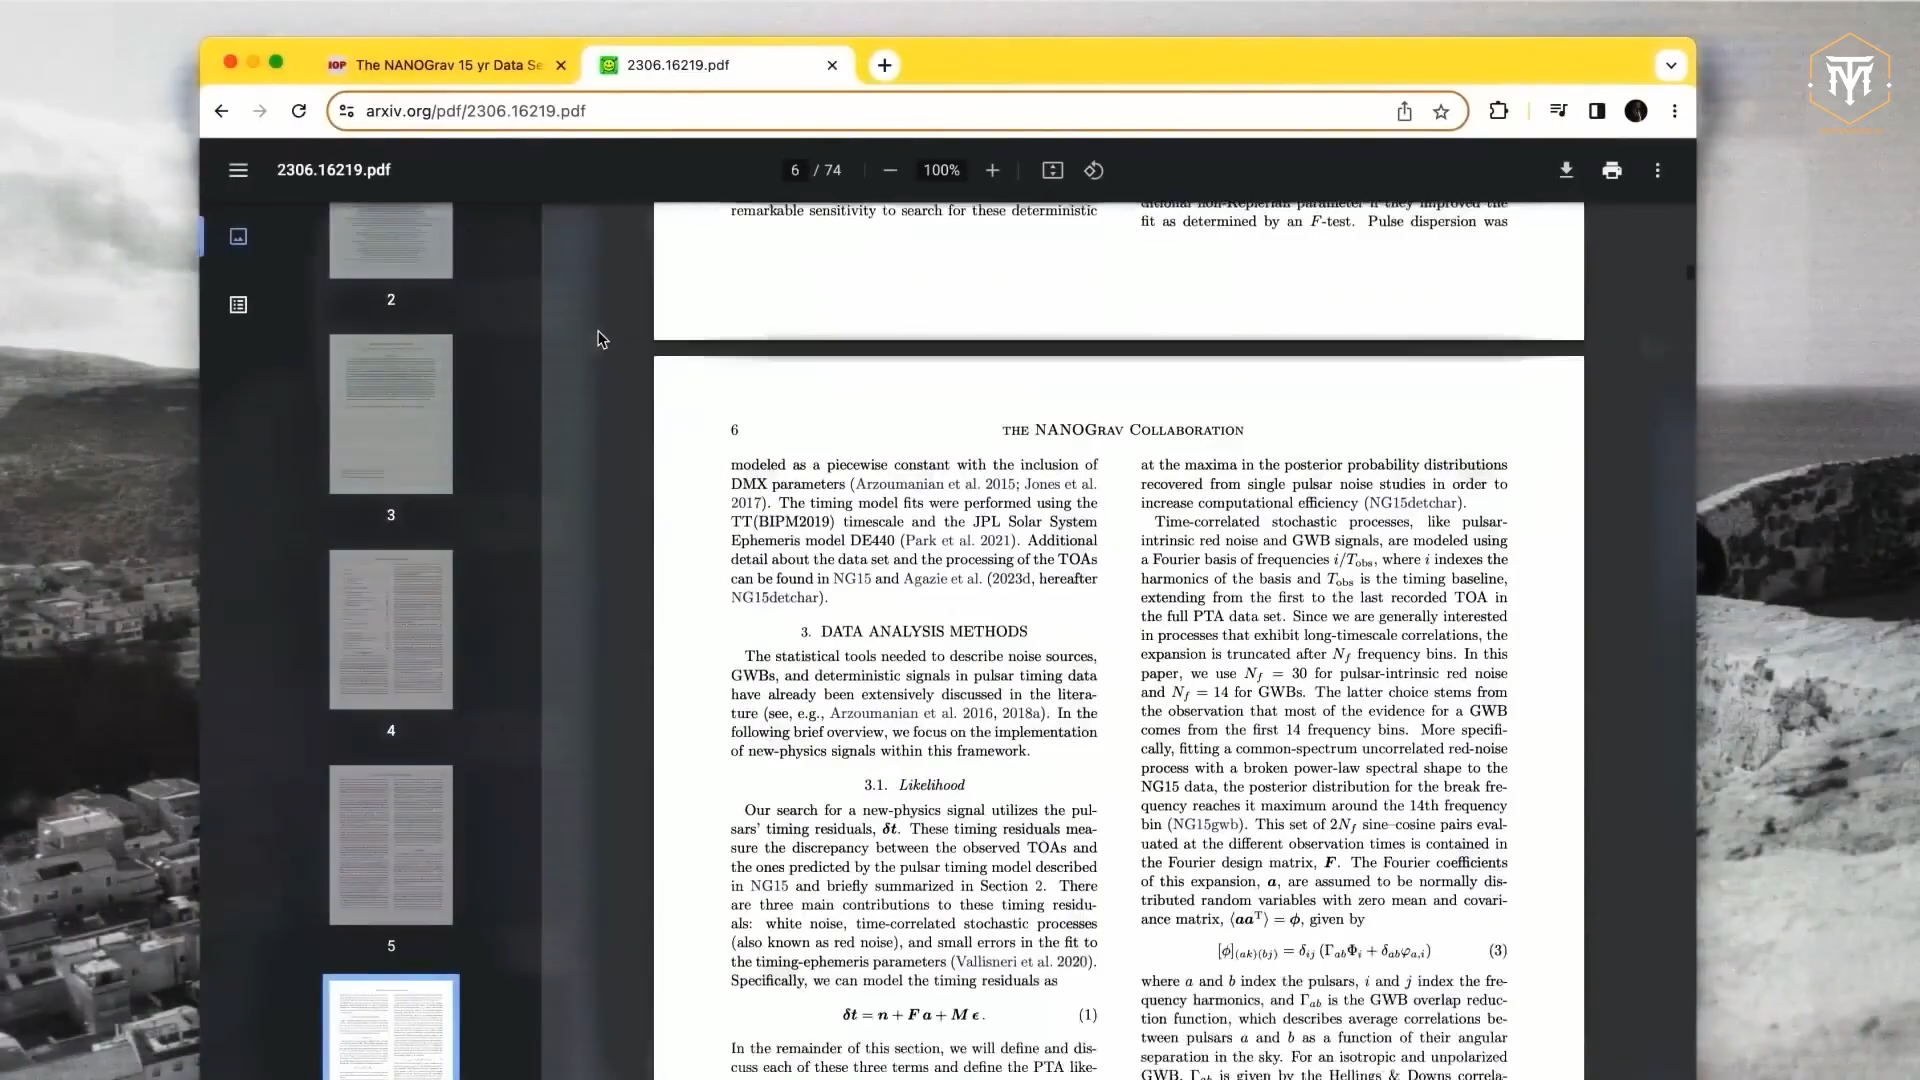 The NANOGrav 15 yr Data Se
2306.16219.pdf
arxiv.org/pdf/2306.16219.pdf
2306.16219.pdf
6 / 74
100%
2
3
4
5
remarkable sensitivity to search for these deterministic
ditional non-Keplerian parameter if they improved the
fit as determined by an F-test. Pulse dispersion was
6
THE NANOGRAV COLLABORATION
modeled as a piecewise constant with the inclusion of
DMX parameters (Arzoumanian et al. 2015; Jones et al.
2017). The timing model fits were performed using the
TT(BIPM2019) timescale and the JPL Solar System
Ephemeris model DE440 (Park et al. 2021). Additional
detail about the data set and the processing of the TOAs
can be found in NG15 and Agazie et al. (2023d, hereafter
NG15detchar).
3. DATA ANALYSIS METHODS
The statistical tools needed to describe noise sources,
GWBs, and deterministic signals in pulsar timing data
have already been extensively discussed in the litera-
ture (see, e.g., Arzoumanian et al. 2016, 2018a). In the
following brief overview, we focus on the implementation
of new-physics signals within this framework.
3.1. Likelihood
Our search for a new-physics signal utilizes the pul-
sars' timing residuals, δt. These timing residuals mea-
sure the discrepancy between the observed TOAs and
the ones predicted by the pulsar timing model described
in NG15 and briefly summarized in Section 2. There
are three main contributions to these timing residu-
als: white noise, time-correlated stochastic processes
(also known as red noise), and small errors in the fit to
the timing-ephemeris parameters (Vallisneri et al. 2020).
Specifically, we can model the timing residuals as
δt = n + F a + M ϵ . (1)
In the remainder of this section, we will define and dis-
cuss each of these three terms and define the PTA like-
at the maxima in the posterior probability distributions
recovered from single pulsar noise studies in order to
increase computational efficiency (NG15detchar).
Time-correlated stochastic processes, like pulsar-
intrinsic red noise and GWB signals, are modeled using
a Fourier basis of frequencies i/Tobs, where i indexes the
harmonics of the basis and Tobs is the timing baseline,
extending from the first to the last recorded TOA in
the full PTA data set. Since we are generally interested
in processes that exhibit long-timescale correlations, the
expansion is truncated after Nf frequency bins. In this
paper, we use Nf = 30 for pulsar-intrinsic red noise
and Nf = 14 for GWBs. The latter choice stems from
the observation that most of the evidence for a GWB
comes from the first 14 frequency bins. More specifi-
cally, fitting a common-spectrum uncorrelated red-noise
process with a broken power-law spectral shape to the
NG15 data, the posterior distribution for the break fre-
quency reaches it maximum around the 14th frequency
bin (NG15gwb). This set of 2Nf sine–cosine pairs eval-
uated at the different observation times is contained in
the Fourier design matrix, F. The Fourier coefficients
of this expansion, a, are assumed to be normally dis-
tributed random variables with zero mean and covari-
ance matrix, ⟨aaᵀ⟩ = ϕ, given by
[ϕ](ak)(bj) = δij (Γab Φi + δab φa,i) (3)
where a and b index the pulsars, i and j index the fre-
quency harmonics, and Γab is the GWB overlap reduc-
tion function, which describes average correlations be-
tween pulsars a and b as a function of their angular
separation in the sky. For an isotropic and unpolarized
GWB, Γab is given by the Hellings & Downs correla-